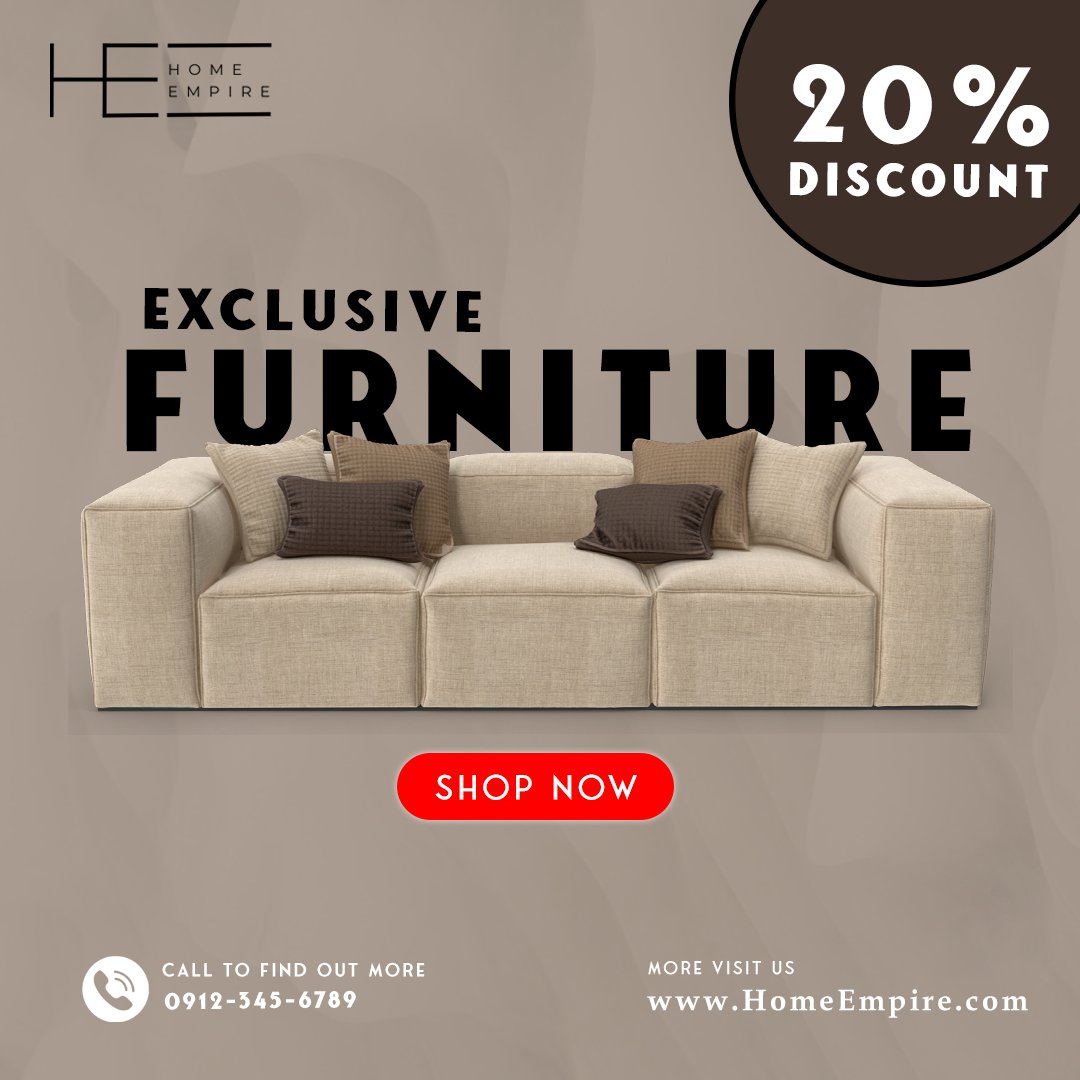 HE HOME
EMPIRE
20%
DISCOUNT
EXCLUSIVE
FURNITURE
SHOP NOW
CALL TO FIND OUT MORE
0912-345-6789
MORE VISIT US
www.HomeEmpire.com